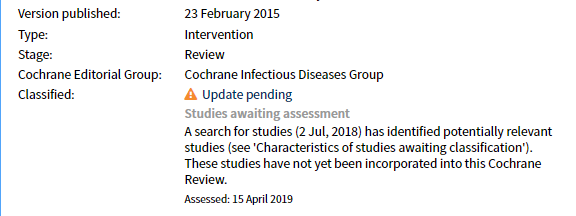 Version published: 23 February 2015
Type: Intervention
Stage: Review
Cochrane Editorial Group: Cochrane Infectious Diseases Group
Classified: Update pending
Studies awaiting assessment
A search for studies (2 Jul, 2018) has identified potentially relevant
studies (see 'Characteristics of studies awaiting classification').
These studies have not yet been incorporated into this Cochrane
Review.
Assessed: 15 April 2019